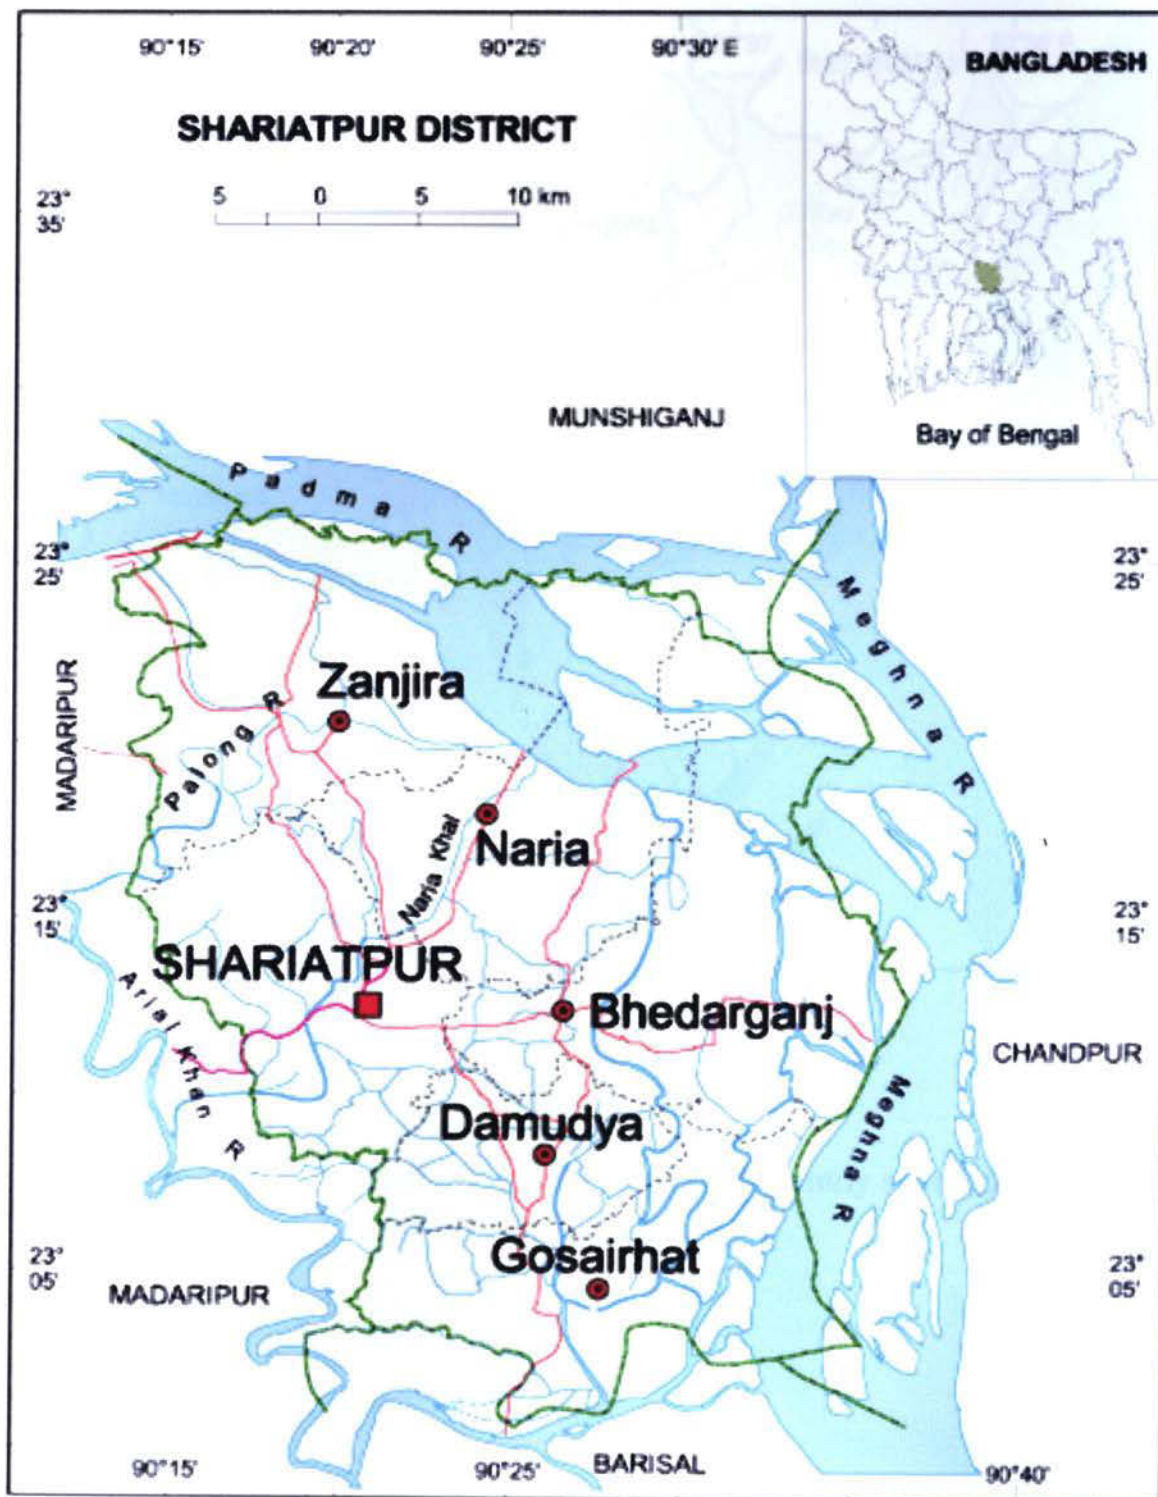 90°15' 90°20' 90°25' 90°30' E
BANGLADESH
SHARIATPUR DISTRICT
5 0 5 10 km
23°
35'
MUNSHIGANJ
Bay of Bengal
Padma R
23°
25'
23°
25'
Meghna R
MADARIPUR
Zanjira
Palong R
Naria
Naria Khal
23°
15'
23°
15'
SHARIATPUR
Arial Khan R
Bhedarganj
CHANDPUR
Meghna R
Damudya
Gosairhat
23°
05'
23°
05'
MADARIPUR
BARISAL
90°15' 90°25' 90°40'